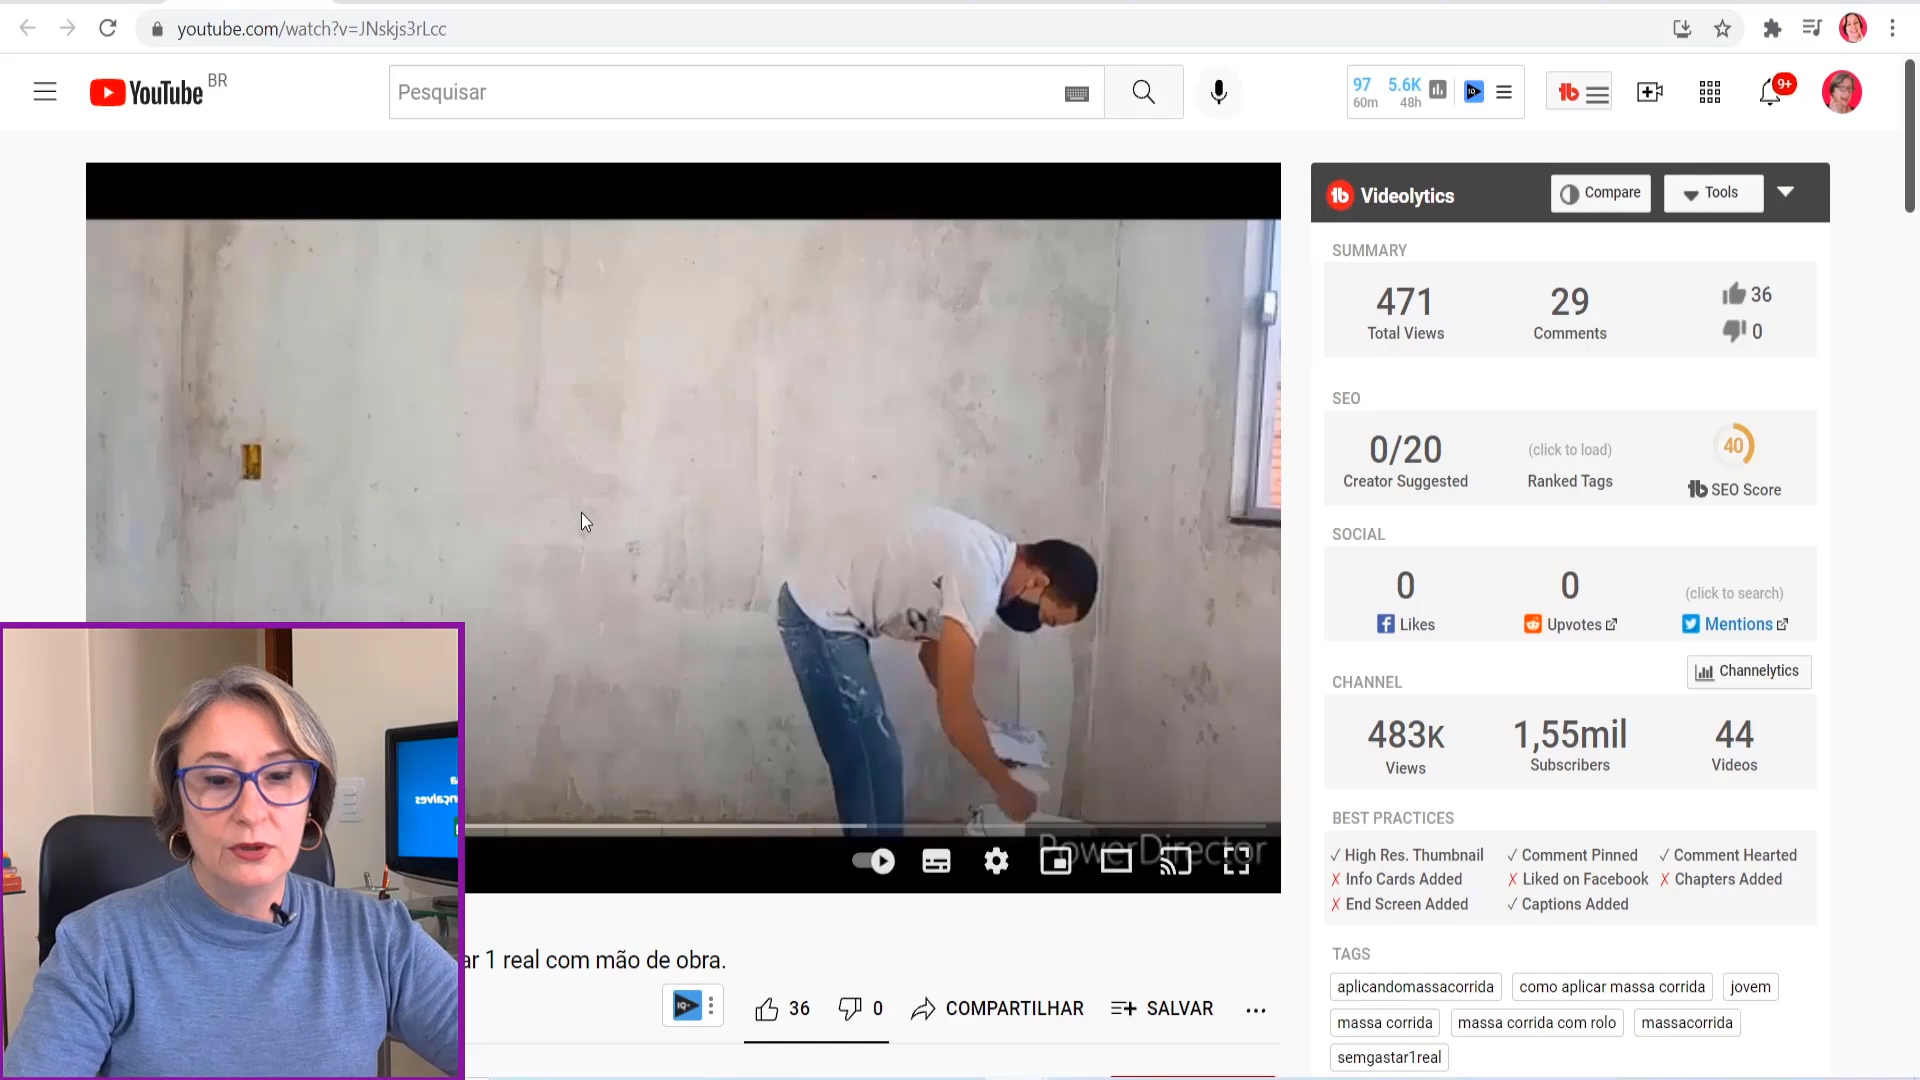 youtube.com/watch?v=JNskjs3rLcc
YouTube BR
Pesquisar
97 5.6K
60m 48h
9+
Videolytics
Compare
Tools
SUMMARY
471 29 36
Total Views Comments 0
SEO
0/20 (click to load) 40
Creator Suggested Ranked Tags tb SEO Score
SOCIAL
0 0 (click to search)
Likes Upvotes Mentions
CHANNEL Channelytics
483K 1,55mil 44
Views Subscribers Videos
BEST PRACTICES
✓ High Res. Thumbnail ✓ Comment Pinned ✓ Comment Hearted
✗ Info Cards Added ✗ Liked on Facebook ✗ Chapters Added
✗ End Screen Added ✓ Captions Added
TAGS
aplicandomassacorrida como aplicar massa corrida jovem
massa corrida massa corrida com rolo massacorrida
semgastar1real
PowerDirector
ar 1 real com mão de obra.
IQ 36 0 COMPARTILHAR SALVAR ...